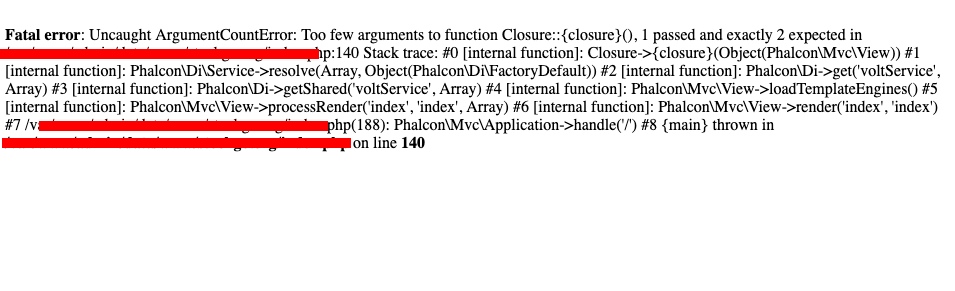 Fatal error: Uncaught ArgumentCountError: Too few arguments to function Closure::{closure}(), 1 passed and exactly 2 expected in
hp:140 Stack trace: #0 [internal function]: Closure->{closure}(Object(Phalcon\Mvc\View)) #1
[internal function]: Phalcon\Di\Service->resolve(Array, Object(Phalcon\Di\FactoryDefault)) #2 [internal function]: Phalcon\Di->get('voltService',
Array) #3 [internal function]: Phalcon\Di->getShared('voltService', Array) #4 [internal function]: Phalcon\Mvc\View->loadTemplateEngines() #5
[internal function]: Phalcon\Mvc\View->processRender('index', 'index', Array) #6 [internal function]: Phalcon\Mvc\View->render('index', 'index')
#7 /v php(188): Phalcon\Mvc\Application->handle('/') #8 {main} thrown in
on line 140